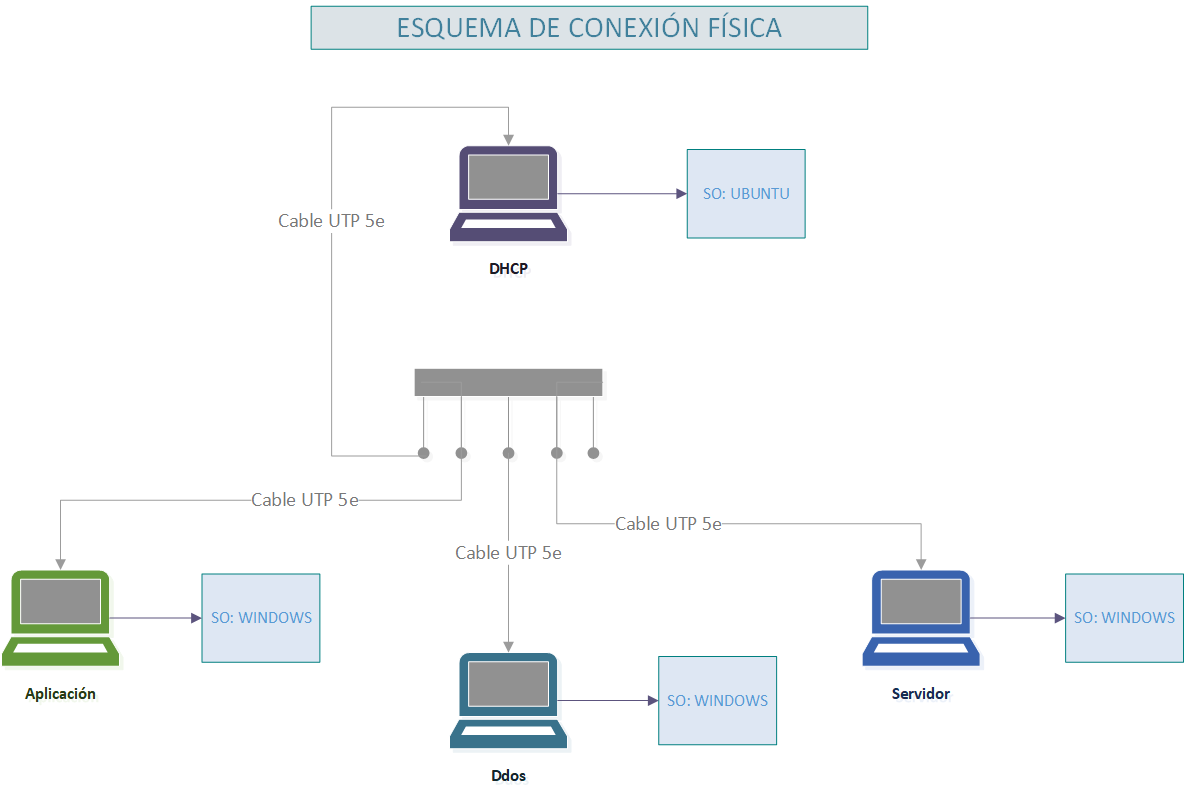 ESQUEMA DE CONEXIÓN FÍSICA
SO: UBUNTU
Cable UTP 5e
DHCP
Cable UTP 5e
Cable UTP 5e
Cable UTP 5e
SO: WINDOWS
SO: WINDOWS
Aplicación
Servidor
SO: WINDOWS
Ddos